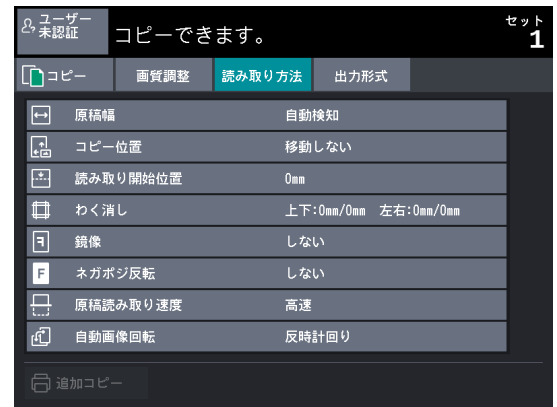 ユーザー
未認証
コピーできます。
セット
1
コピー
画質調整
読み取り方法
出力形式
原稿幅 自動検知
コピー位置 移動しない
読み取り開始位置 0mm
わく消し 上下:0mm/0mm 左右:0mm/0mm
鏡像 しない
ネガポジ反転 しない
原稿読み取り速度 高速
自動画像回転 反時計回り
追加コピー